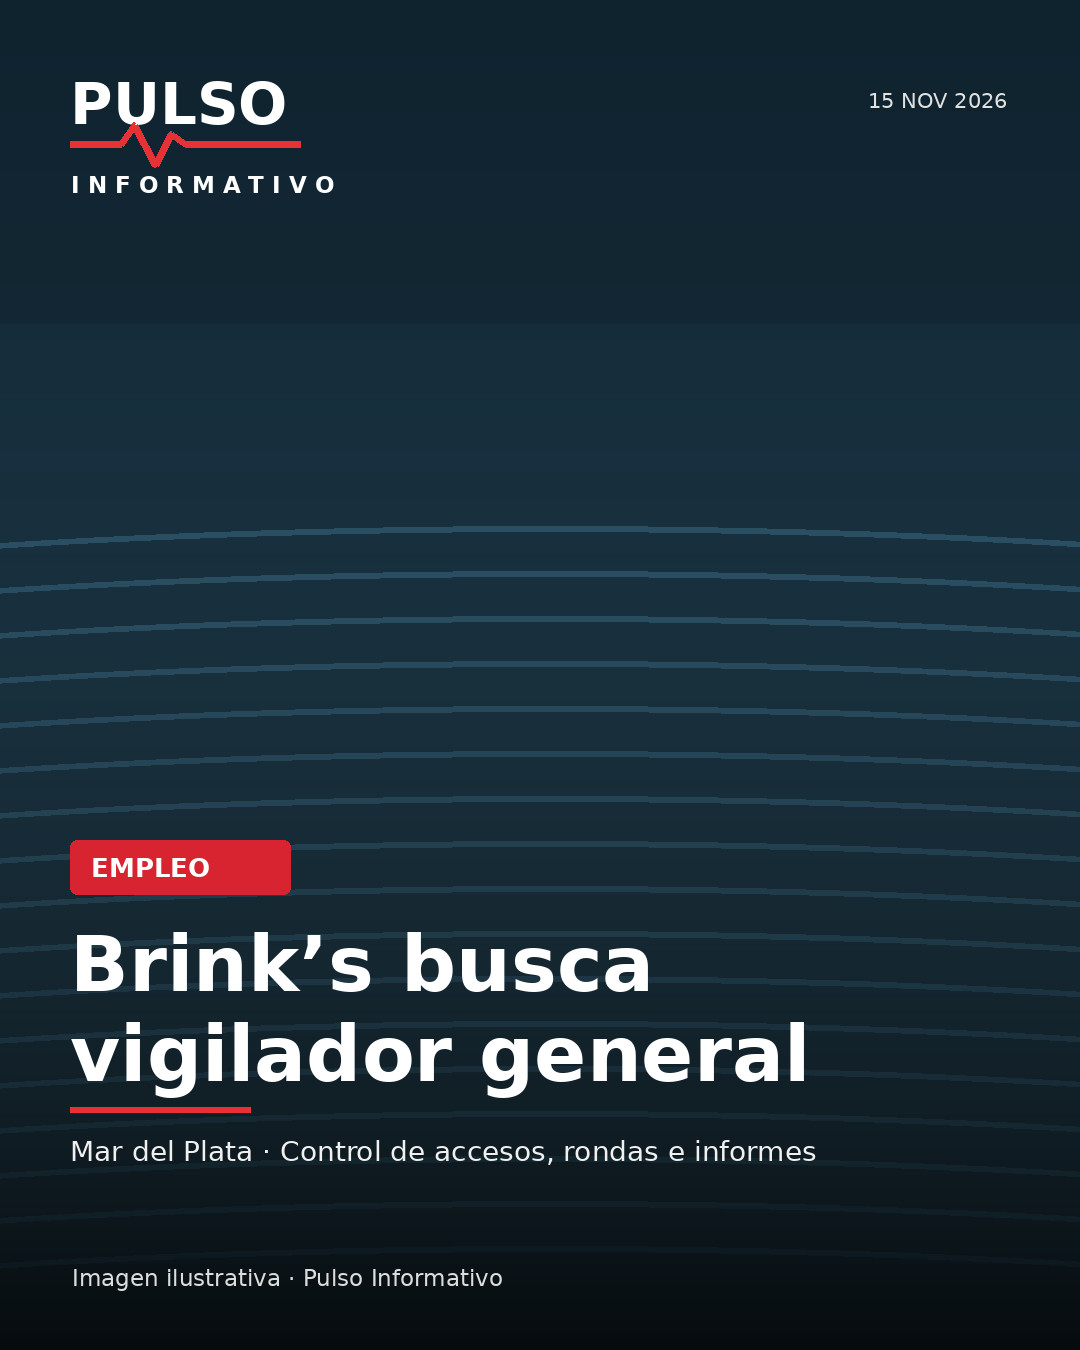 PULSO
INFORMATIVO
15 NOV 2026
EMPLEO
Brink’s busca
vigilador general
Mar del Plata · Control de accesos, rondas e informes
Imagen ilustrativa · Pulso Informativo